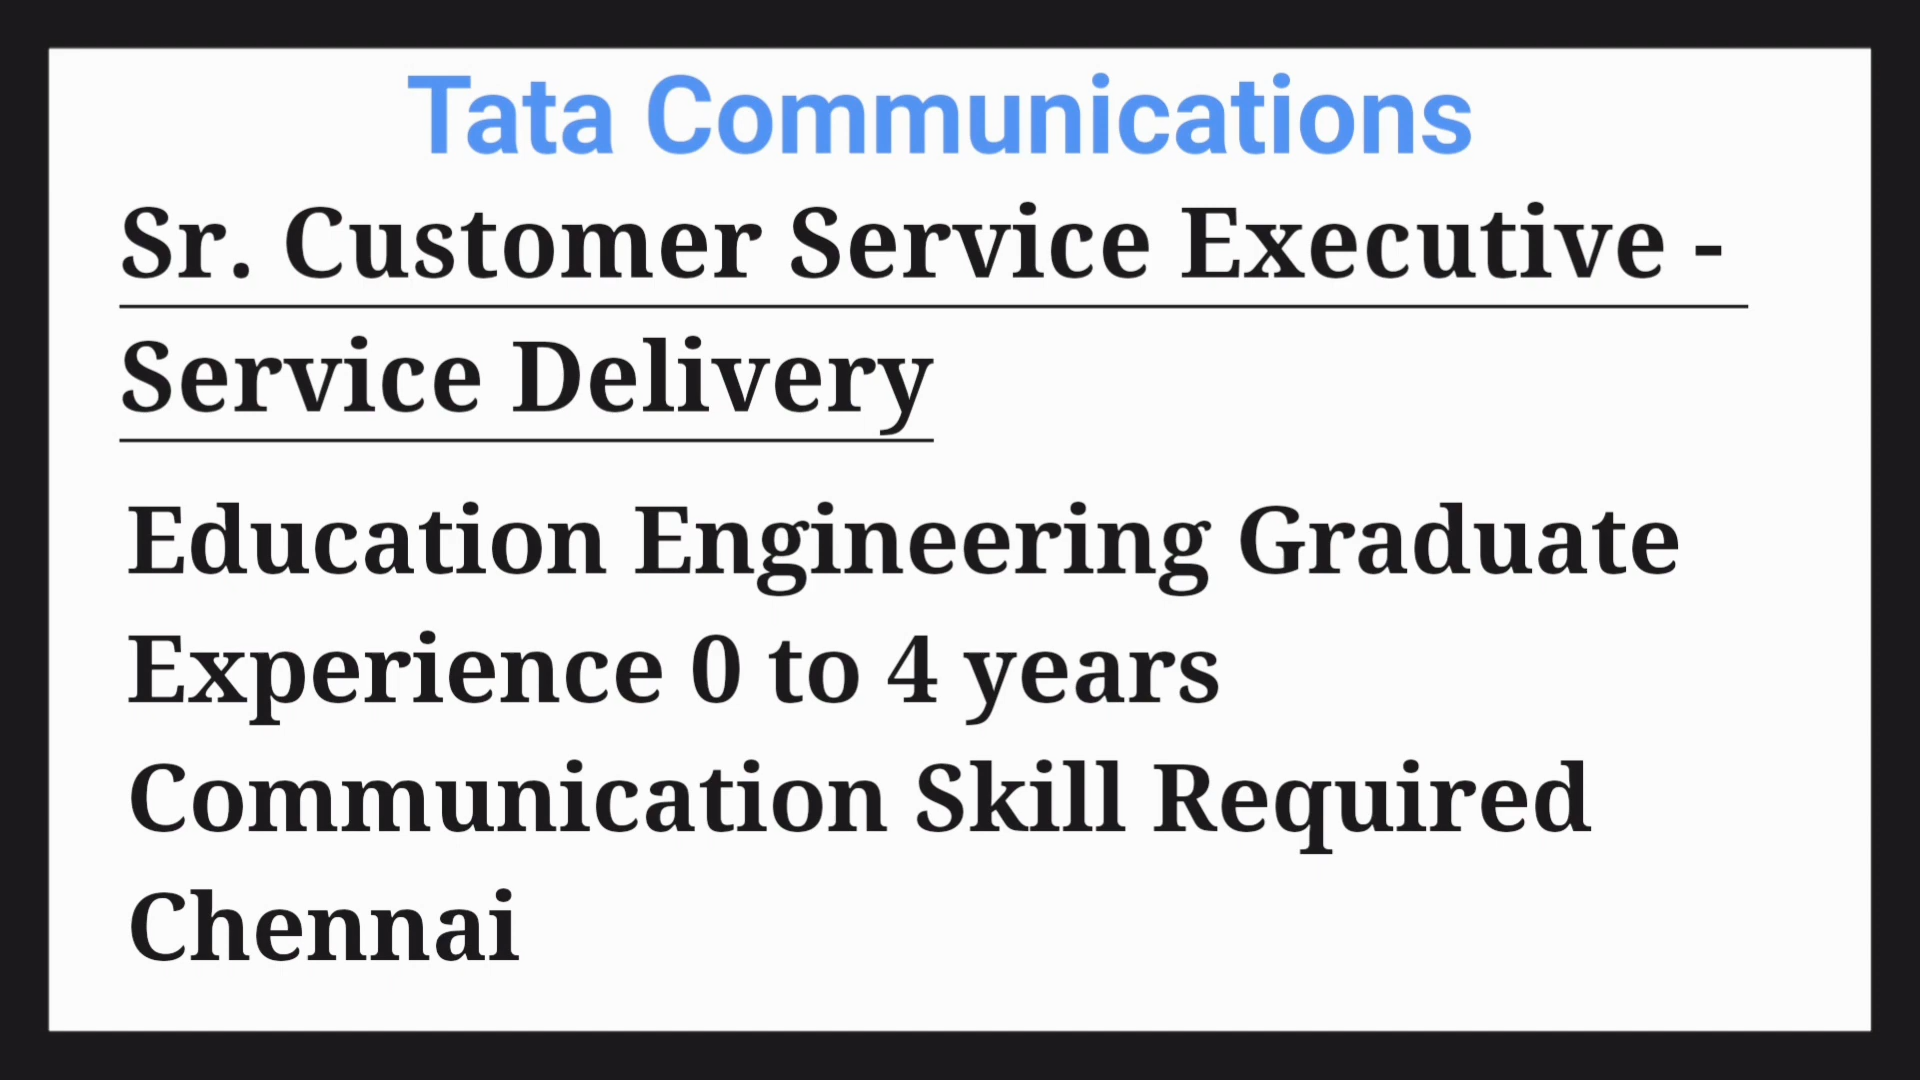 Tata Communications
Sr. Customer Service Executive -
Service Delivery
Education Engineering Graduate
Experience 0 to 4 years
Communication Skill Required
Chennai